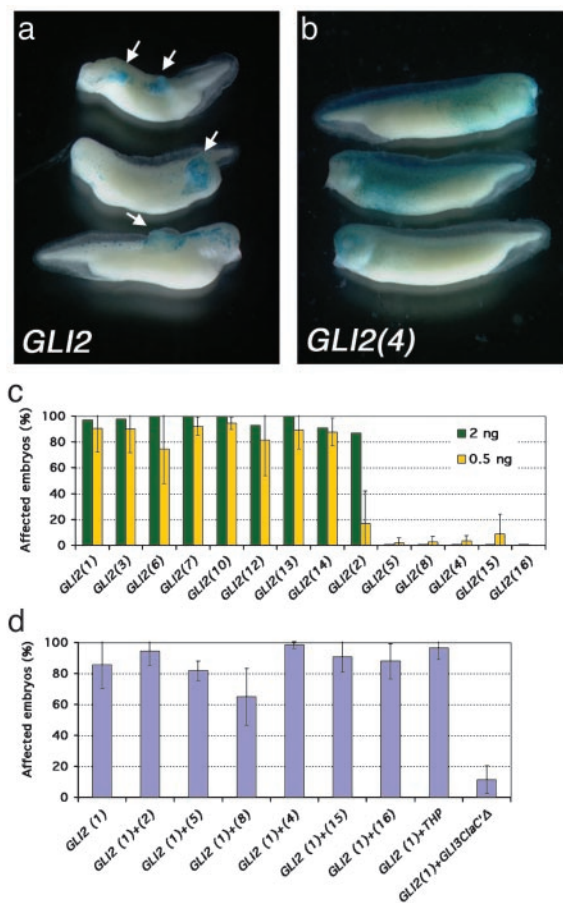 a
b
GLI2
GLI2(4)
c
Affected embryos (%)
100
80
60
40
20
0
2 ng
0.5 ng
GLI2(1)
GLI2(3)
GLI2(6)
GLI2(7)
GLI2(10)
GLI2(12)
GLI2(13)
GLI2(14)
GLI2(2)
GLI2(5)
GLI2(8)
GLI2(4)
GLI2(15)
GLI2(16)
d
Affected embryos (%)
100
80
60
40
20
0
GLI2 (1)
GLI2 (1)+(2)
GLI2 (1)+(5)
GLI2 (1)+(8)
GLI2 (1)+(4)
GLI2 (1)+(15)
GLI2 (1)+(16)
GLI2 (1)+THP
GLI2(1)+GLI3ClaC'Δ